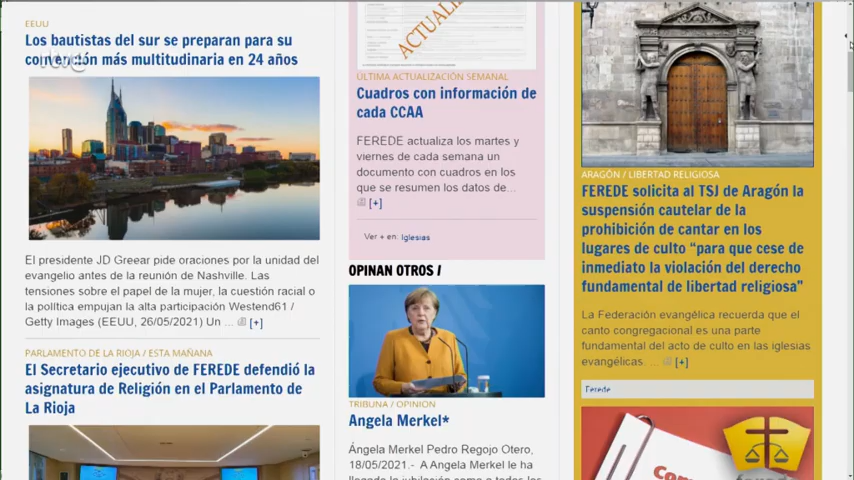 EEUU
Los bautistas del sur se preparan para su
convención más multitudinaria en 24 años
rtve
El presidente JD Greear pide oraciones por la unidad del
evangelio antes de la reunión de Nashville. Las
tensiones sobre el papel de la mujer, la cuestión racial o
la política empujan la alta participación Westend61 /
Getty Images (EEUU, 26/05/2021) Un ... [+]
PARLAMENTO DE LA RIOJA / ESTA MAÑANA
El Secretario ejecutivo de FEREDE defendió la
asignatura de Religión en el Parlamento de
La Rioja
ÚLTIMA ACTUALIZACIÓN SEMANAL
Cuadros con información de
cada CCAA
FEREDE actualiza los martes y
viernes de cada semana un
documento con cuadros en los
que se resumen los datos de...
[+]
Ver + en: Iglesias
OPINAN OTROS /
TRIBUNA / OPINION
Angela Merkel*
Ángela Merkel Pedro Regojo Otero,
18/05/2021.- A Angela Merkel le ha
llegado la jubilación como a todos los
ARAGÓN / LIBERTAD RELIGIOSA
FEREDE solicita al TSJ de Aragón la
suspensión cautelar de la
prohibición de cantar en los
lugares de culto “para que cese de
inmediato la violación del derecho
fundamental de libertad religiosa”
La Federación evangélica recuerda que el
canto congregacional es una parte
fundamental del acto de culto en las iglesias
evangélicas. ... [+]
Ferede